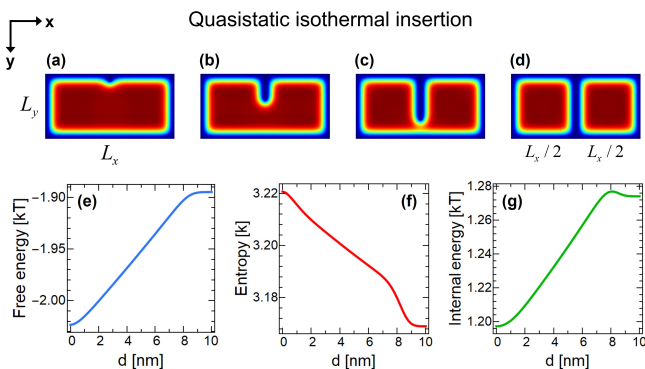 Quasistatic isothermal insertion
x
y
(a)
(b)
(c)
(d)
L_y
L_x
L_x / 2
L_x / 2
(e)
Free energy [kT]
−1.90
−1.95
−2.00
0 2 4 6 8 10
d [nm]
(f)
Entropy [k]
3.22
3.20
3.18
0 2 4 6 8 10
d [nm]
(g)
Internal energy [kT]
1.28
1.26
1.24
1.22
1.20
0 2 4 6 8 10
d [nm]